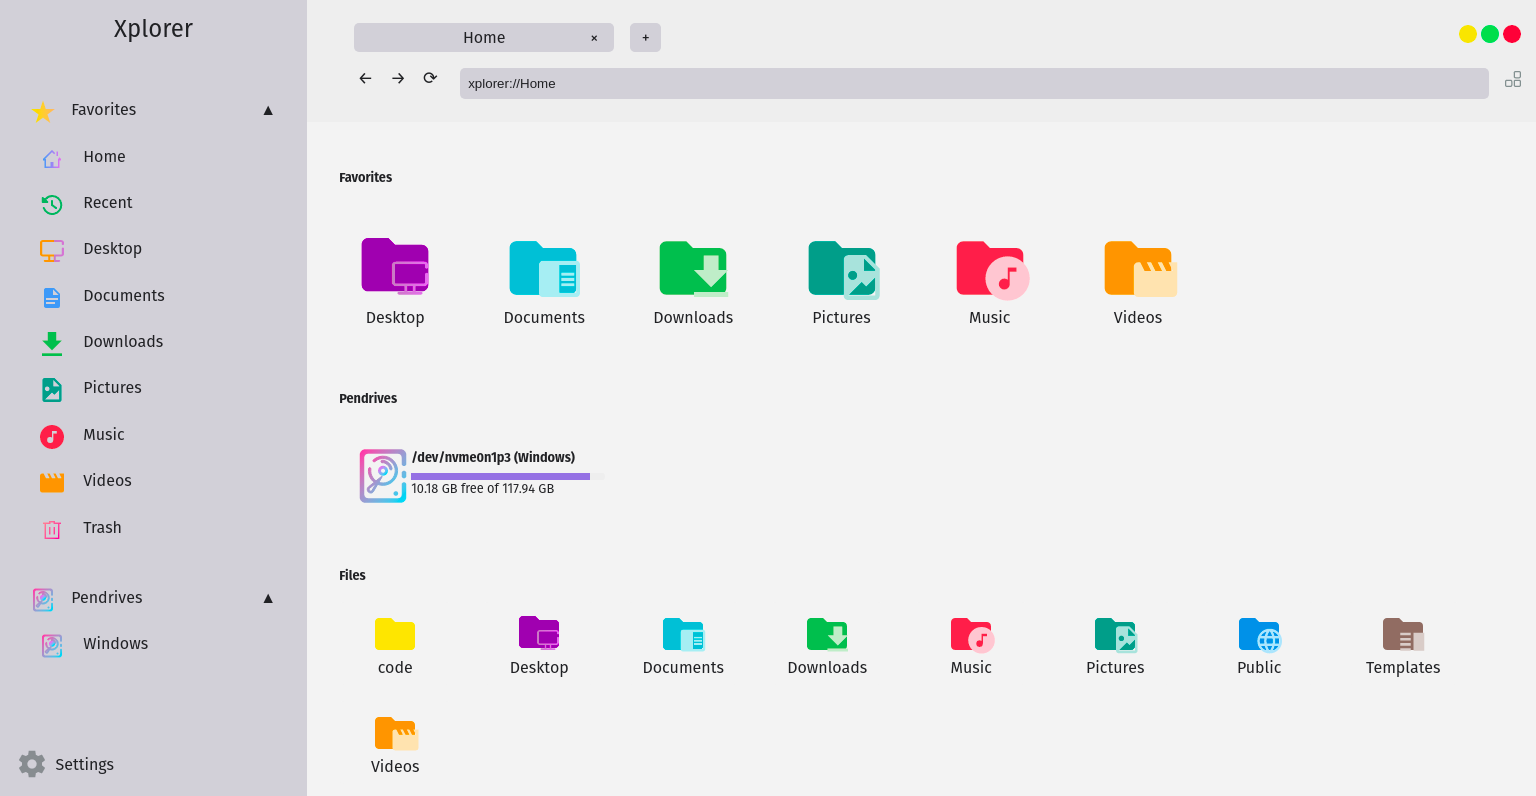 Xplorer
Favorites ▲
Home
Recent
Desktop
Documents
Downloads
Pictures
Music
Videos
Trash
Pendrives ▲
Windows
Settings
Home × +
← → ⟳ xplorer://Home
Favorites
Desktop Documents Downloads Pictures Music Videos
Pendrives
/dev/nvme0n1p3 (Windows)
10.18 GB free of 117.94 GB
Files
code Desktop Documents Downloads Music Pictures Public Templates
Videos